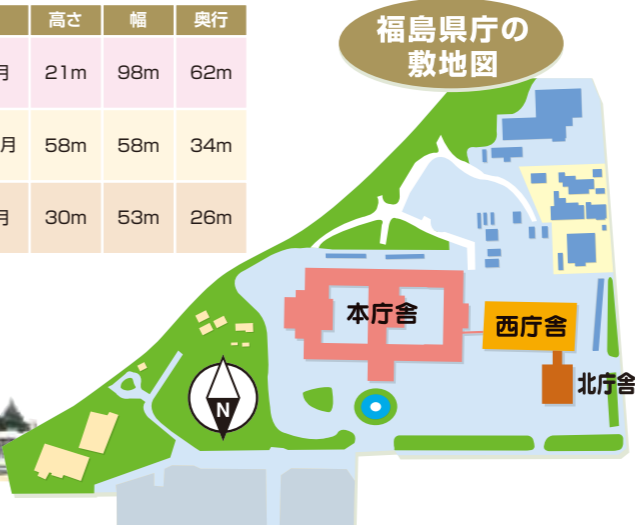 高さ 幅 奥行
月 21m 98m 62m
月 58m 58m 34m
月 30m 53m 26m
福島県庁の
敷地図
本庁舎
西庁舎
北庁舎
N